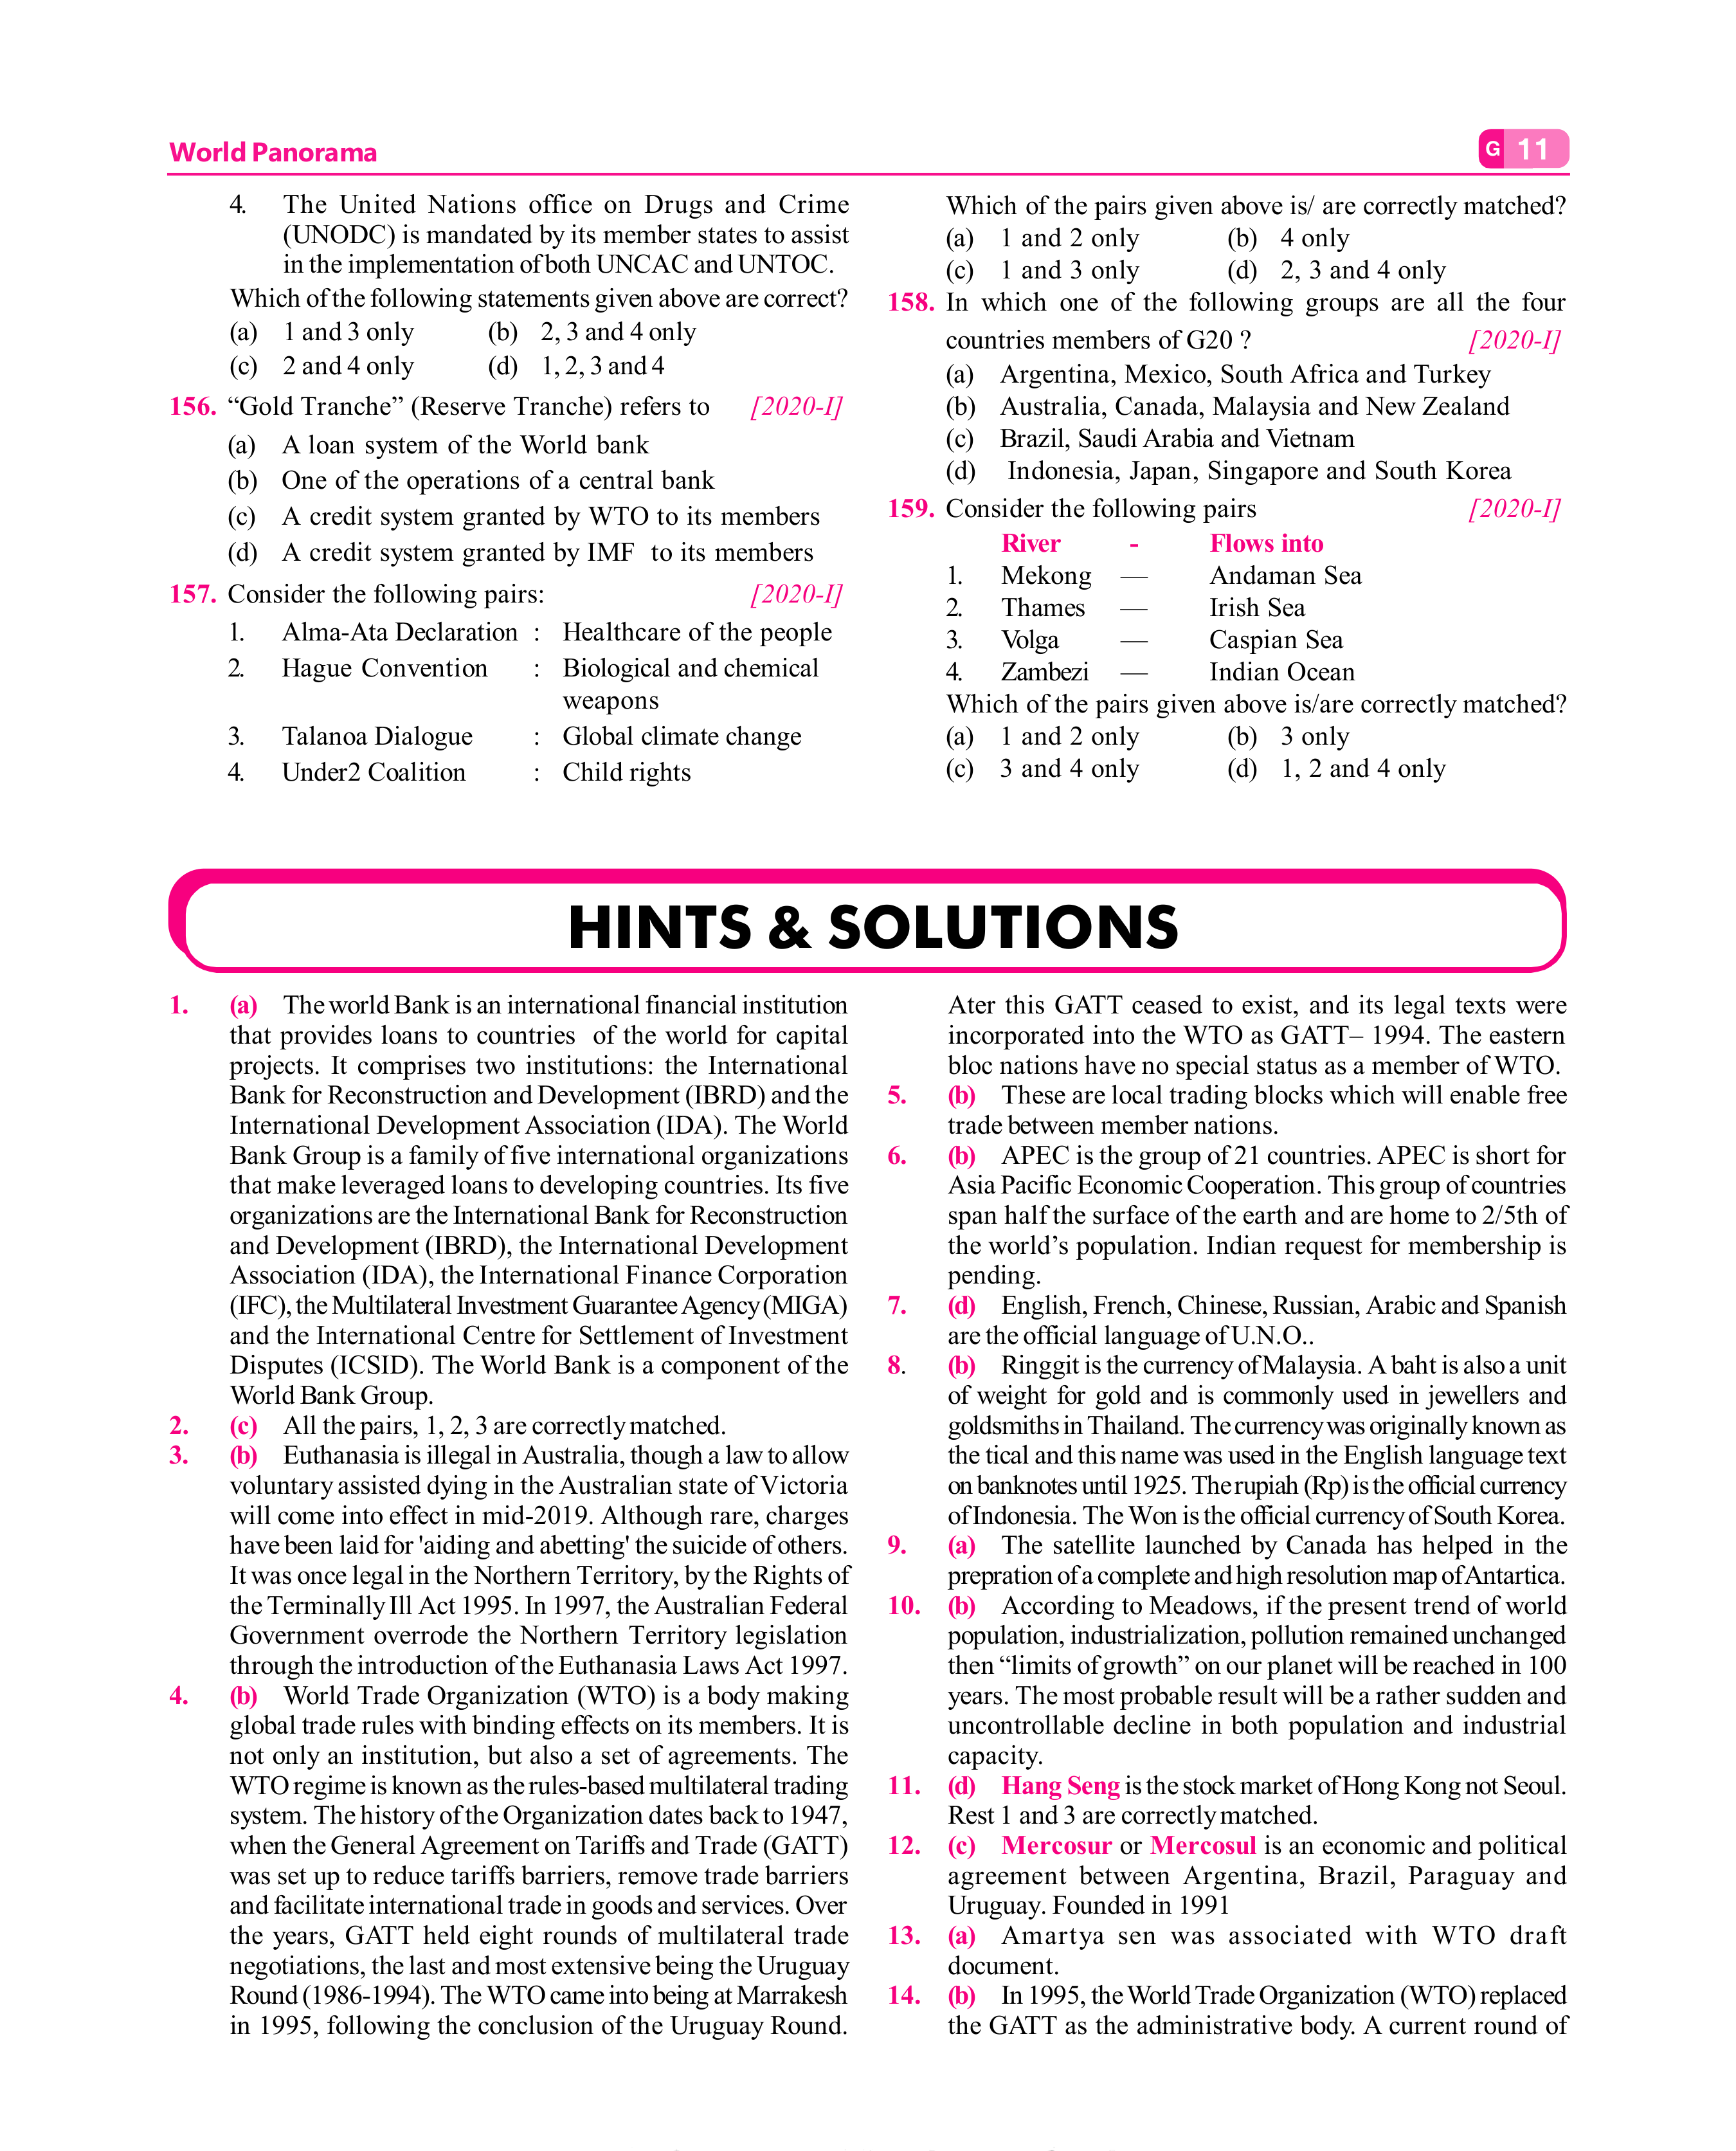 World Panorama
G 11
4. The United Nations office on Drugs and Crime
(UNODC) is mandated by its member states to assist
in the implementation of both UNCAC and UNTOC.
Which of the following statements given above are correct?
(a) 1 and 3 only (b) 2, 3 and 4 only
(c) 2 and 4 only (d) 1, 2, 3 and 4
156. “Gold Tranche” (Reserve Tranche) refers to [2020-I]
(a) A loan system of the World bank
(b) One of the operations of a central bank
(c) A credit system granted by WTO to its members
(d) A credit system granted by IMF to its members
157. Consider the following pairs: [2020-I]
1. Alma-Ata Declaration : Healthcare of the people
2. Hague Convention : Biological and chemical
weapons
3. Talanoa Dialogue : Global climate change
4. Under2 Coalition : Child rights
Which of the pairs given above is/ are correctly matched?
(a) 1 and 2 only (b) 4 only
(c) 1 and 3 only (d) 2, 3 and 4 only
158. In which one of the following groups are all the four
countries members of G20 ? [2020-I]
(a) Argentina, Mexico, South Africa and Turkey
(b) Australia, Canada, Malaysia and New Zealand
(c) Brazil, Saudi Arabia and Vietnam
(d) Indonesia, Japan, Singapore and South Korea
159. Consider the following pairs [2020-I]
River - Flows into
1. Mekong — Andaman Sea
2. Thames — Irish Sea
3. Volga — Caspian Sea
4. Zambezi — Indian Ocean
Which of the pairs given above is/are correctly matched?
(a) 1 and 2 only (b) 3 only
(c) 3 and 4 only (d) 1, 2 and 4 only
HINTS & SOLUTIONS
1. (a) The world Bank is an international financial institution
that provides loans to countries of the world for capital
projects. It comprises two institutions: the International
Bank for Reconstruction and Development (IBRD) and the
International Development Association (IDA). The World
Bank Group is a family of five international organizations
that make leveraged loans to developing countries. Its five
organizations are the International Bank for Reconstruction
and Development (IBRD), the International Development
Association (IDA), the International Finance Corporation
(IFC), the Multilateral Investment Guarantee Agency (MIGA)
and the International Centre for Settlement of Investment
Disputes (ICSID). The World Bank is a component of the
World Bank Group.
2. (c) All the pairs, 1, 2, 3 are correctly matched.
3. (b) Euthanasia is illegal in Australia, though a law to allow
voluntary assisted dying in the Australian state of Victoria
will come into effect in mid-2019. Although rare, charges
have been laid for 'aiding and abetting' the suicide of others.
It was once legal in the Northern Territory, by the Rights of
the Terminally Ill Act 1995. In 1997, the Australian Federal
Government overrode the Northern Territory legislation
through the introduction of the Euthanasia Laws Act 1997.
4. (b) World Trade Organization (WTO) is a body making
global trade rules with binding effects on its members. It is
not only an institution, but also a set of agreements. The
WTO regime is known as the rules-based multilateral trading
system. The history of the Organization dates back to 1947,
when the General Agreement on Tariffs and Trade (GATT)
was set up to reduce tariffs barriers, remove trade barriers
and facilitate international trade in goods and services. Over
the years, GATT held eight rounds of multilateral trade
negotiations, the last and most extensive being the Uruguay
Round (1986-1994). The WTO came into being at Marrakesh
in 1995, following the conclusion of the Uruguay Round.
Ater this GATT ceased to exist, and its legal texts were
incorporated into the WTO as GATT– 1994. The eastern
bloc nations have no special status as a member of WTO.
5. (b) These are local trading blocks which will enable free
trade between member nations.
6. (b) APEC is the group of 21 countries. APEC is short for
Asia Pacific Economic Cooperation. This group of countries
span half the surface of the earth and are home to 2/5th of
the world’s population. Indian request for membership is
pending.
7. (d) English, French, Chinese, Russian, Arabic and Spanish
are the official language of U.N.O..
8. (b) Ringgit is the currency of Malaysia. A baht is also a unit
of weight for gold and is commonly used in jewellers and
goldsmiths in Thailand. The currency was originally known as
the tical and this name was used in the English language text
on banknotes until 1925. The rupiah (Rp) is the official currency
of Indonesia. The Won is the official currency of South Korea.
9. (a) The satellite launched by Canada has helped in the
prepration of a complete and high resolution map of Antartica.
10. (b) According to Meadows, if the present trend of world
population, industrialization, pollution remained unchanged
then “limits of growth” on our planet will be reached in 100
years. The most probable result will be a rather sudden and
uncontrollable decline in both population and industrial
capacity.
11. (d) Hang Seng is the stock market of Hong Kong not Seoul.
Rest 1 and 3 are correctly matched.
12. (c) Mercosur or Mercosul is an economic and political
agreement between Argentina, Brazil, Paraguay and
Uruguay. Founded in 1991
13. (a) Amartya sen was associated with WTO draft
document.
14. (b) In 1995, the World Trade Organization (WTO) replaced
the GATT as the administrative body. A current round of